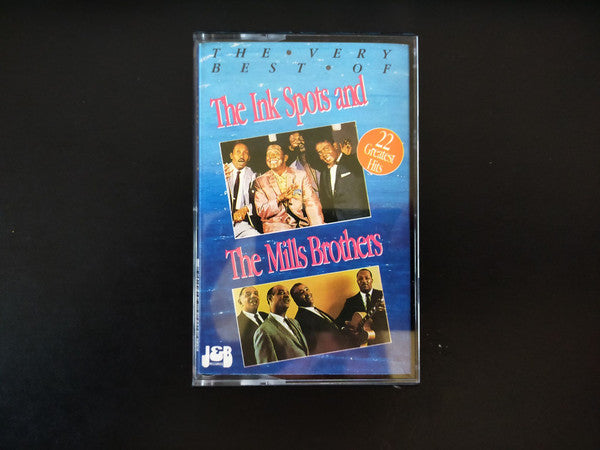 THE • VERY
BEST • OF
The Ink Spots and
22
Greatest
Hits
The Mills Brothers
J&B